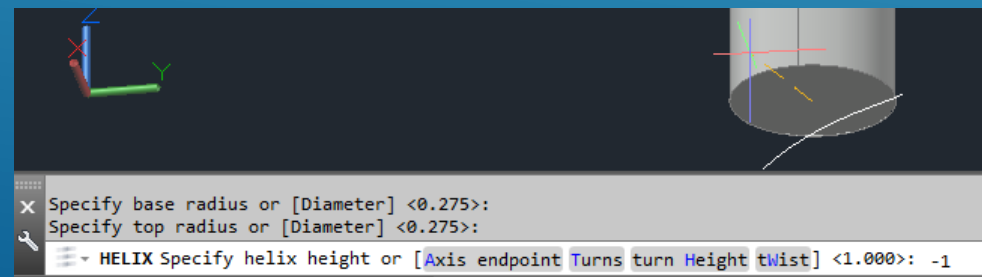 Z
X
Y
Specify base radius or [Diameter] <0.275>:
Specify top radius or [Diameter] <0.275>:
HELIX Specify helix height or [Axis endpoint Turns turn Height tWist] <1.000>: -1